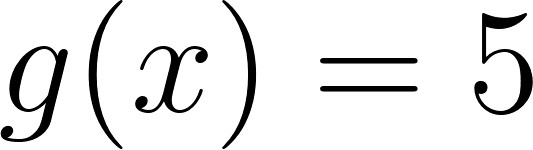 g(x) = 5